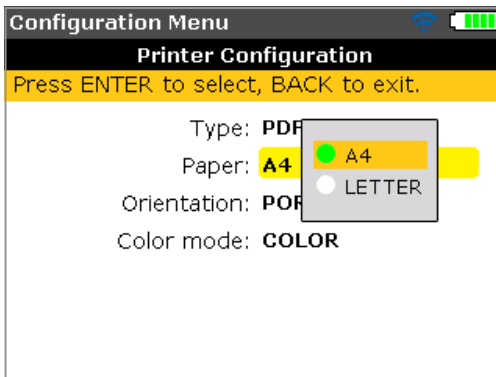 Configuration Menu
Printer Configuration
Press ENTER to select, BACK to exit.
Type: PDF
Paper: A4
A4
LETTER
Orientation:
Color mode: COLOR